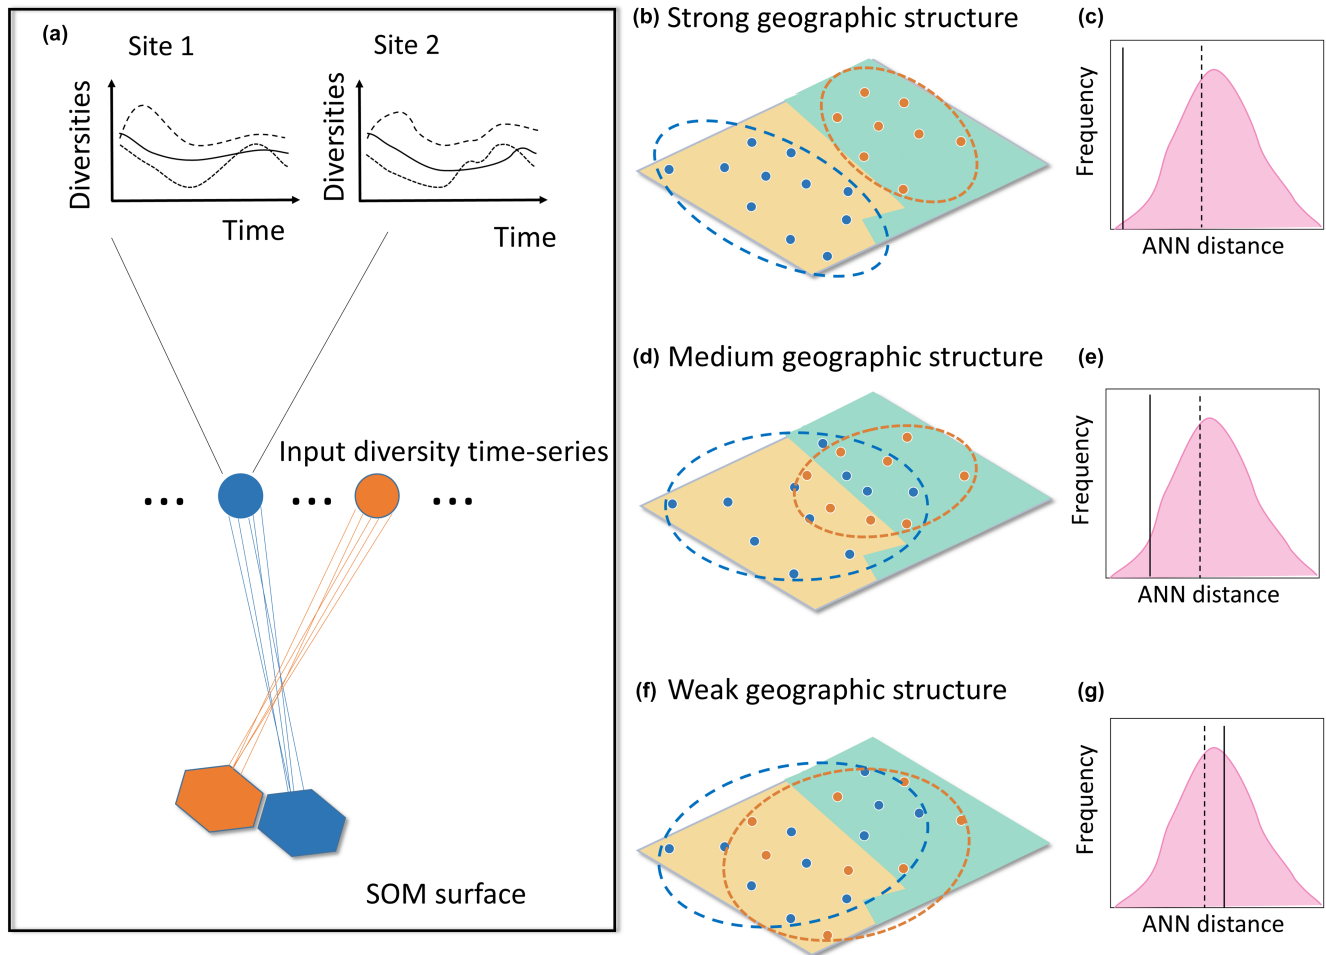 (a)
Site 1
Site 2
Diversities
Time
Diversities
Time
Input diversity time-series
... ... ...
SOM surface
(b) Strong geographic structure
(c)
Frequency
ANN distance
(d) Medium geographic structure
(e)
Frequency
ANN distance
(f) Weak geographic structure
(g)
Frequency
ANN distance